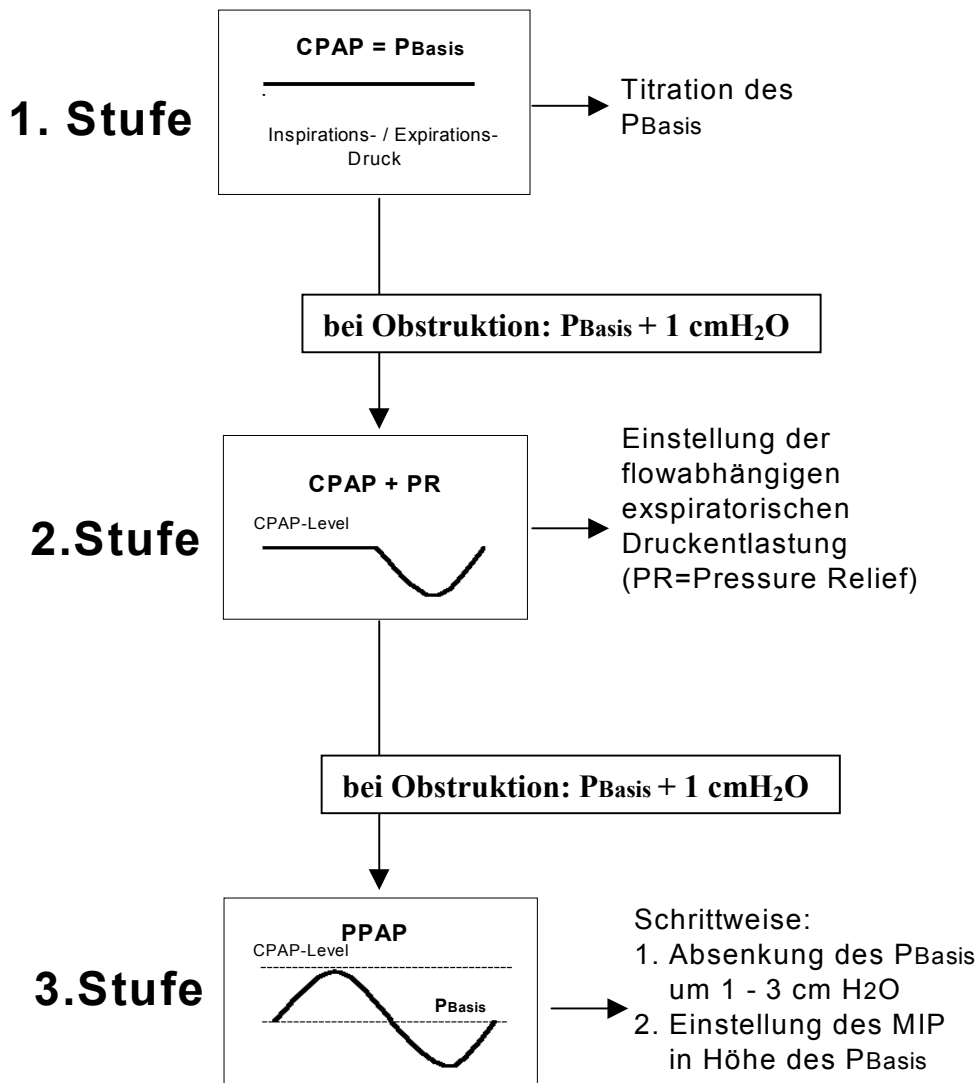 CPAP = PBasis
1. Stufe
Inspirations- / Expirations-
Druck
Titration des
PBasis
bei Obstruktion: PBasis + 1 cmH₂O
2.Stufe
CPAP + PR
CPAP-Level
Einstellung der
flowabhängigen
exspiratorischen
Druckentlastung
(PR=Pressure Relief)
bei Obstruktion: PBasis + 1 cmH₂O
3.Stufe
PPAP
CPAP-Level
PBasis
Schrittweise:
1. Absenkung des PBasis
um 1 - 3 cm H2O
2. Einstellung des MIP
in Höhe des PBasis